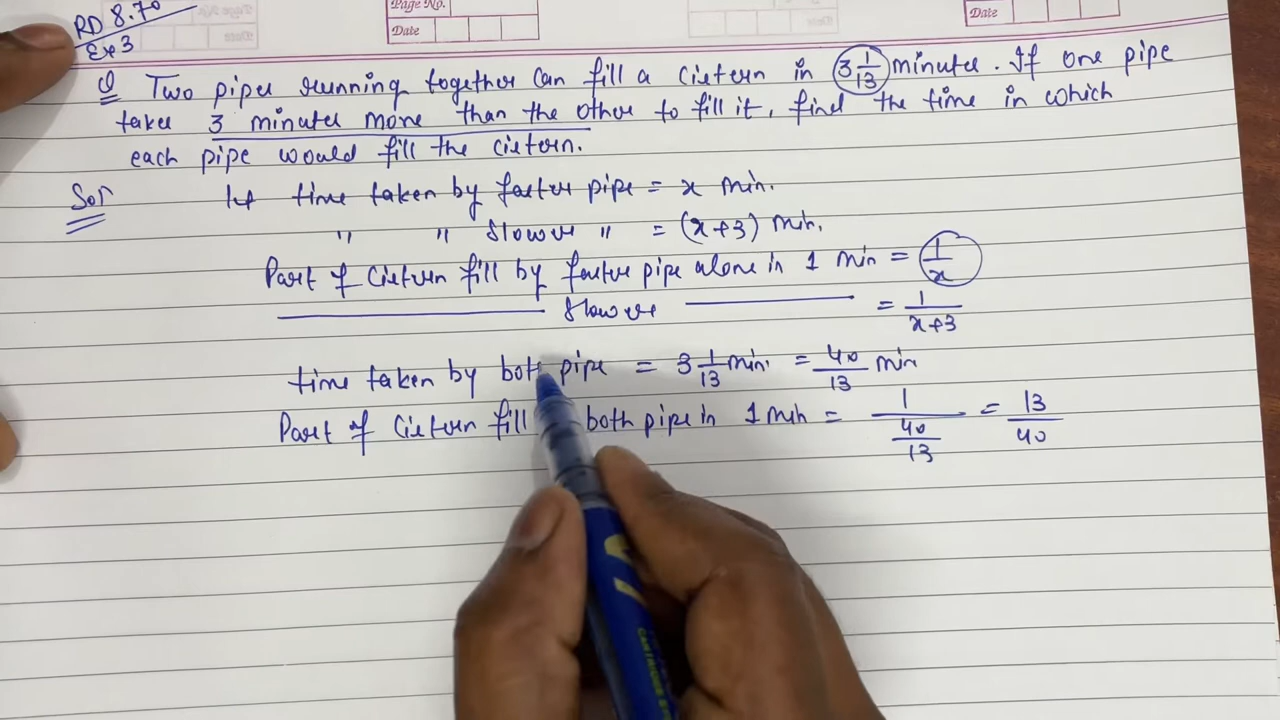 RD 8.70
Ex 3
Page No.
Date
Date
Q Two pipes running together can fill a cistern in 3 1/13 minutes. If one pipe
takes 3 minutes more than the other to fill it, find the time in which
each pipe would fill the cistern.
Sol
let time taken by faster pipe = x min.
" " slower " = (x+3) min.
Part of cistern fill by faster pipe alone in 1 min = 1/x
slower = 1/x+3
time taken by both pipe = 3 1/13 min. = 40/13 min
Part of cistern fill both pipe in 1 min = 1/(40/13) = 13/40